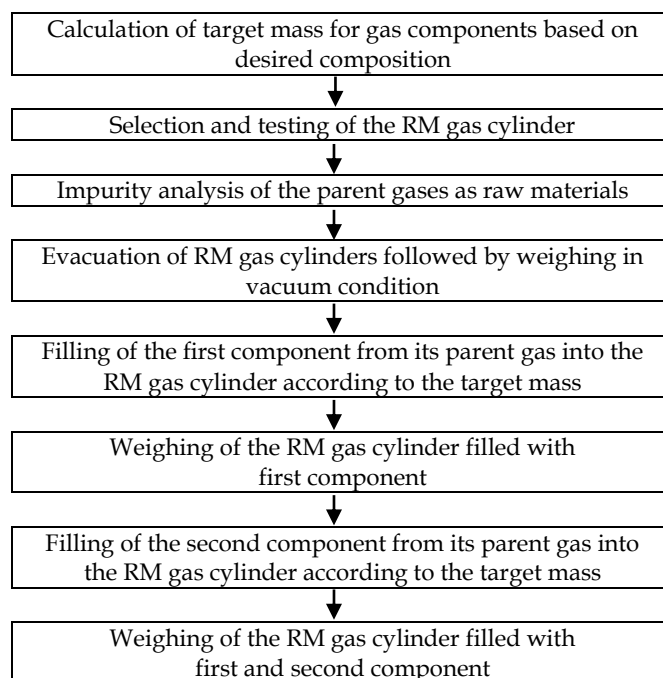 Calculation of target mass for gas components based on
desired composition
Selection and testing of the RM gas cylinder
Impurity analysis of the parent gases as raw materials
Evacuation of RM gas cylinders followed by weighing in
vacuum condition
Filling of the first component from its parent gas into the
RM gas cylinder according to the target mass
Weighing of the RM gas cylinder filled with
first component
Filling of the second component from its parent gas into
the RM gas cylinder according to the target mass
Weighing of the RM gas cylinder filled with
first and second component